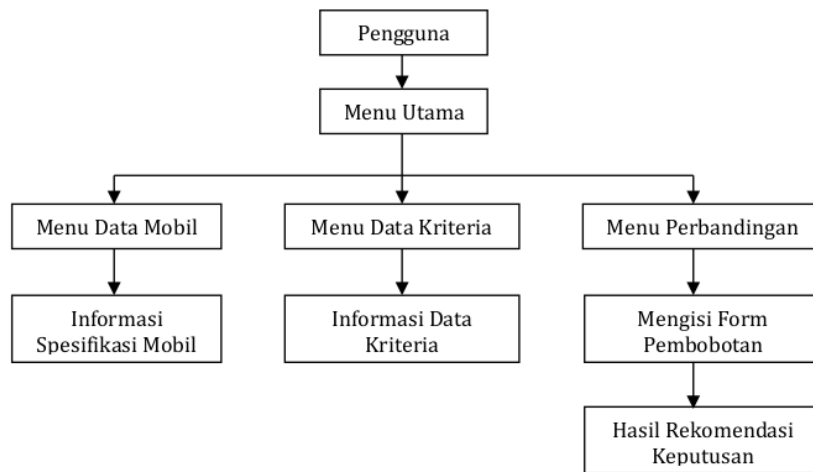 Pengguna
Menu Utama
Menu Data Mobil
Menu Data Kriteria
Menu Perbandingan
Informasi
Spesifikasi Mobil
Informasi Data
Kriteria
Mengisi Form
Pembobotan
Hasil Rekomendasi
Keputusan